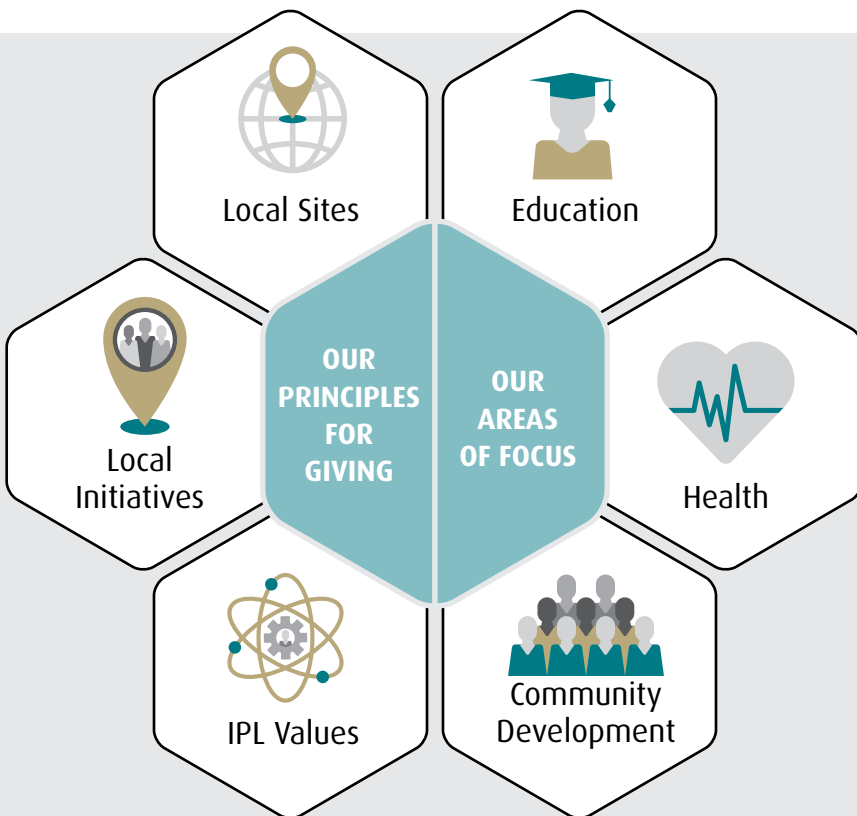 Local Sites
Education
OUR
PRINCIPLES
FOR
GIVING
OUR
AREAS
OF FOCUS
Local
Initiatives
Health
IPL Values
Community
Development